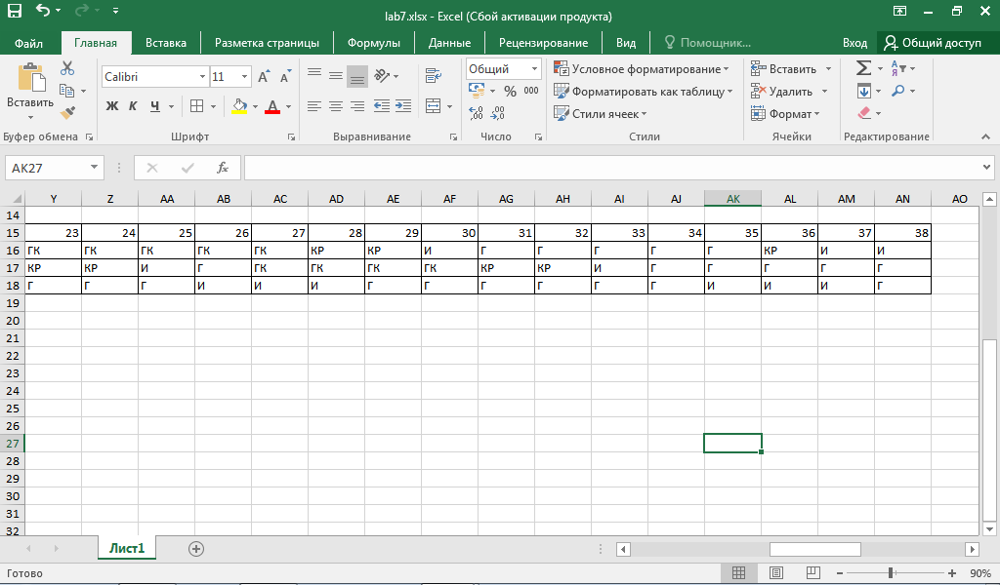 lab7.xlsx - Excel (Сбой активации продукта)
Файл Главная Вставка Разметка страницы Формулы Данные Рецензирование Вид Помощник... Вход Общий доступ
Calibri 11 Общий Условное форматирование Вставить Σ
Вставить Ж К Ч А % 000 Форматировать как таблицу Удалить
Стили ячеек Формат
Буфер обмена Шрифт Выравнивание Число Стили Ячейки Редактирование
AK27 fx
Y Z AA AB AC AD AE AF AG AH AI AJ AK AL AM AN AO
14
15 23 24 25 26 27 28 29 30 31 32 33 34 35 36 37 38
16 ГК ГК ГК ГК ГК КР КР И Г Г Г Г Г КР И И
17 КР КР И Г ГК ГК ГК ГК КР КР И Г Г Г Г Г
18 Г Г Г И И И Г Г Г Г Г Г И И И Г
19
20
21
22
23
24
25
26
27
28
29
30
31
32
Лист1
Готово 90%